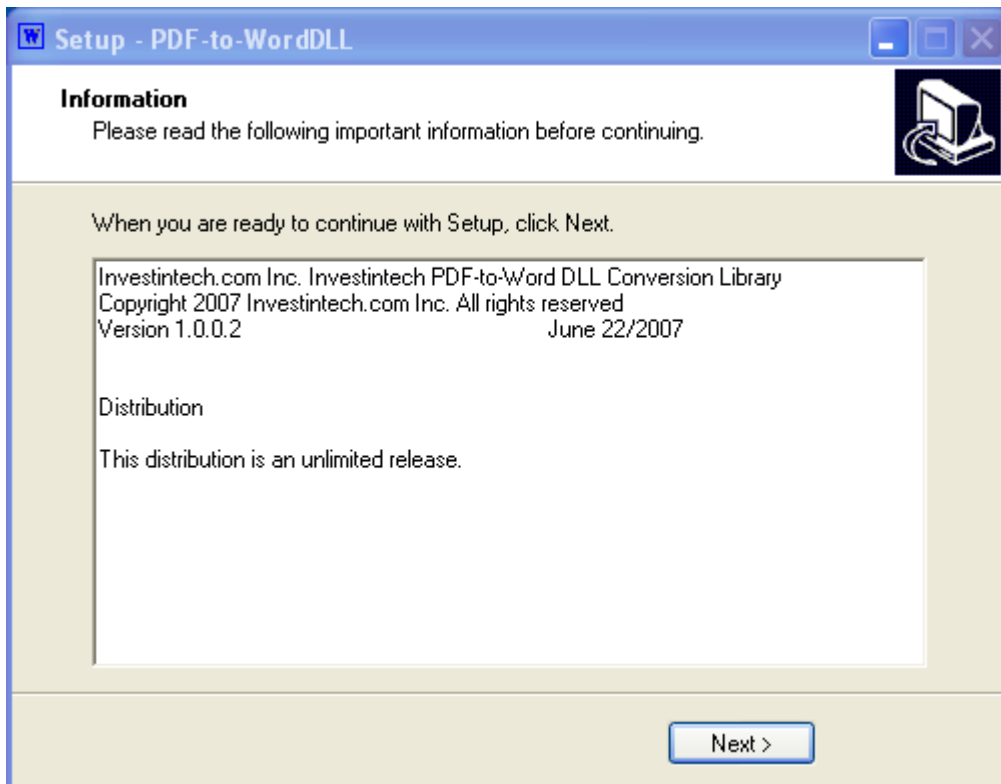 Setup - PDF-to-WordDLL
Information
Please read the following important information before continuing.
When you are ready to continue with Setup, click Next.
Investintech.com Inc. Investintech PDF-to-Word DLL Conversion Library
Copyright 2007 Investintech.com Inc. All rights reserved
Version 1.0.0.2 June 22/2007
Distribution
This distribution is an unlimited release.
Next >